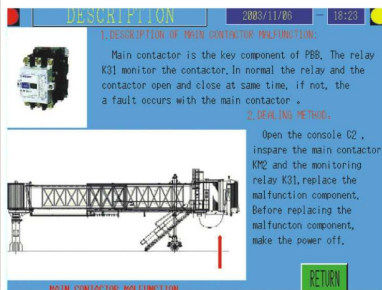 DESCRIPTION
2003/11/06 - 18:23
1.DESCRIPTION OF MAIN CONTACTOR MALFUNCTION:
Main contactor is the key component of PBB. The relay
K31 monitor the contactor.In normal the relay and the
contactor open and close at same time, if not, the
a fault occurs with the main contactor .
2.DEALING METHOD.
Open the console C2 ,
inspare the main contactor
KM2 and the monitoring
relay K31,replace the
malfunction component.
Before replacing the
malfuncton component,
make the power off.
MAIN CONTACTOR MALFUNCTION
RETURN